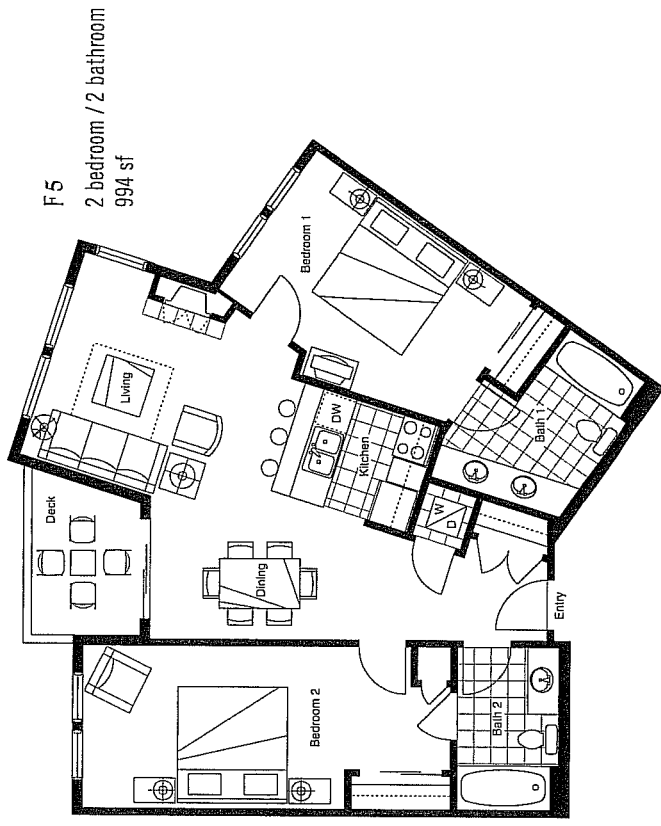 F5
2 bedroom / 2 bathroom
994 sf
Living
Deck
Bedroom 1
DW
Kitchen
Dining
W
D
Bath 1
Entry
Bedroom 2
Bath 2